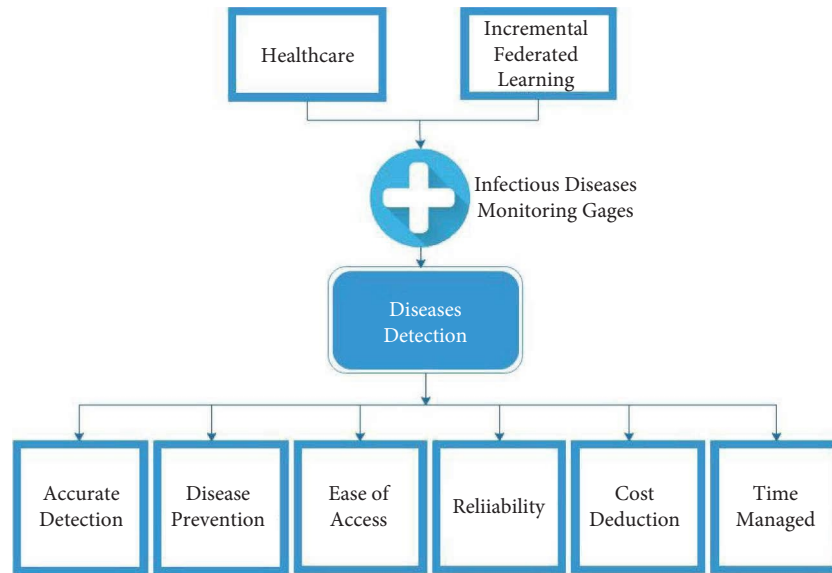 Healthcare
Incremental
Federated
Learning
Infectious Diseases
Monitoring Gages
Diseases
Detection
Accurate
Detection
Disease
Prevention
Ease of
Access
Reliiability
Cost
Deduction
Time
Managed